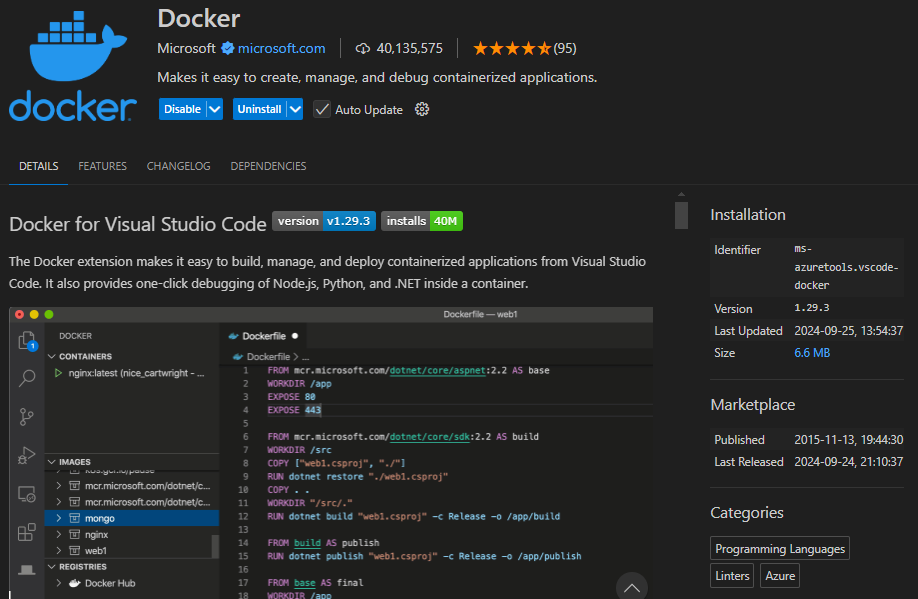 docker
Docker
Microsoft microsoft.com 40,135,575 (95)
Makes it easy to create, manage, and debug containerized applications.
Disable Uninstall Auto Update
DETAILS FEATURES CHANGELOG DEPENDENCIES
Docker for Visual Studio Code version v1.29.3 installs 40M
The Docker extension makes it easy to build, manage, and deploy containerized applications from Visual Studio
Code. It also provides one-click debugging of Node.js, Python, and .NET inside a container.
Dockerfile — web1
1
DOCKER
CONTAINERS
nginx:latest (nice_cartwright - ...
IMAGES
k8s.gcr.io/pause
mcr.microsoft.com/dotnet/c...
mcr.microsoft.com/dotnet/c...
mongo
nginx
web1
REGISTRIES
Docker Hub
Dockerfile
Dockerfile > ...
1 FROM mcr.microsoft.com/dotnet/core/aspnet:2.2 AS base
2 WORKDIR /app
3 EXPOSE 80
4 EXPOSE 443
5
6 FROM mcr.microsoft.com/dotnet/core/sdk:2.2 AS build
7 WORKDIR /src
8 COPY ["web1.csproj", "./"]
9 RUN dotnet restore "./web1.csproj"
10 COPY . .
11 WORKDIR "/src/."
12 RUN dotnet build "web1.csproj" -c Release -o /app/build
13
14 FROM build AS publish
15 RUN dotnet publish "web1.csproj" -c Release -o /app/publish
16
17 FROM base AS final
18 WORKDIR /app
Installation
Identifier ms-
azuretools.vscode-
docker
Version 1.29.3
Last Updated 2024-09-25, 13:54:37
Size 6.6 MB
Marketplace
Published 2015-11-13, 19:44:30
Last Released 2024-09-24, 21:10:37
Categories
Programming Languages
Linters Azure